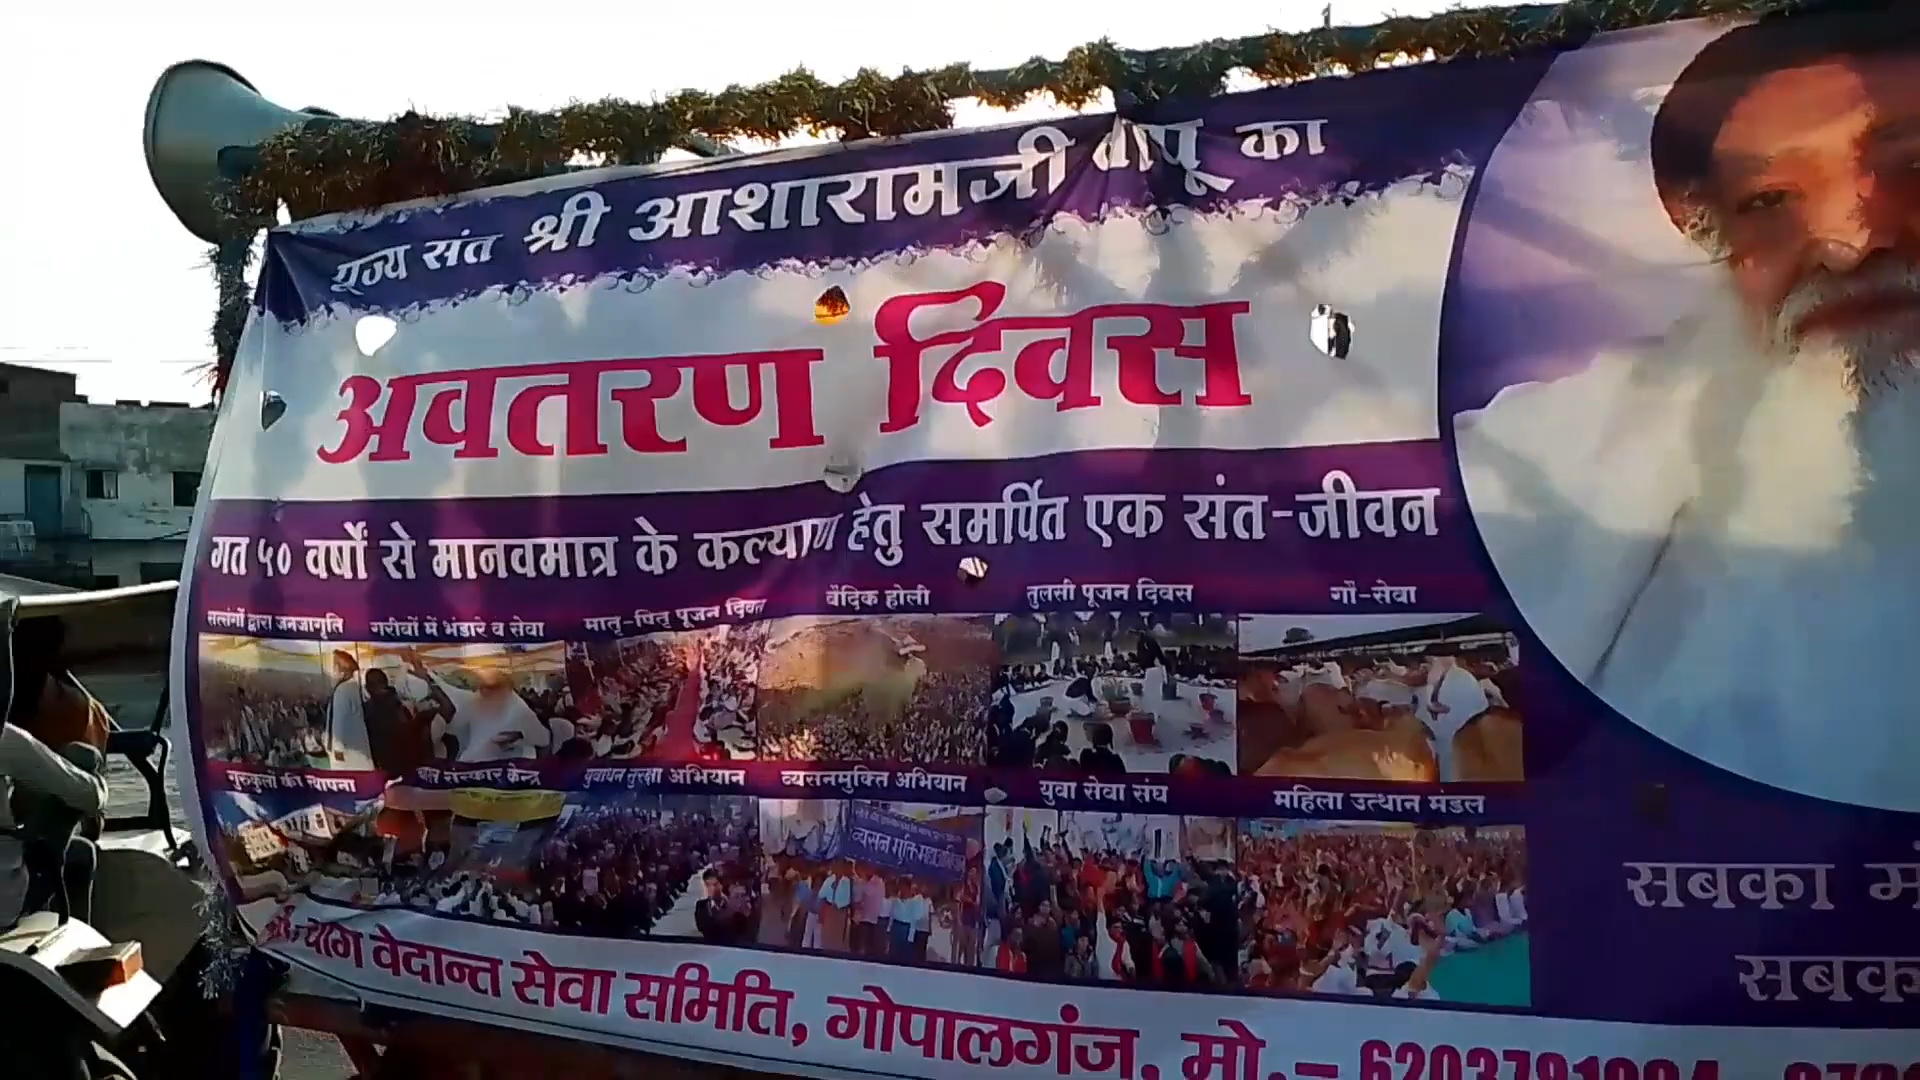 पूज्य संत श्री आशारामजी बापू का
अवतरण दिवस
गत ५० वर्षों से मानवमात्र के कल्याण हेतु समर्पित एक संत-जीवन
सत्संगों द्वारा जनजागृति
गरीबों में भंडारे व सेवा
मातृ-पितृ पूजन दिवस
वैदिक होली
तुलसी पूजन दिवस
गौ-सेवा
गुरुकुलों की स्थापना
बाल संस्कार केन्द्र
युवाधन सुरक्षा अभियान
व्यसनमुक्ति अभियान
युवा सेवा संघ
महिला उत्थान मंडल
सबका
सबक
योग वेदान्त सेवा समिति, गोपालगंज, मो.-